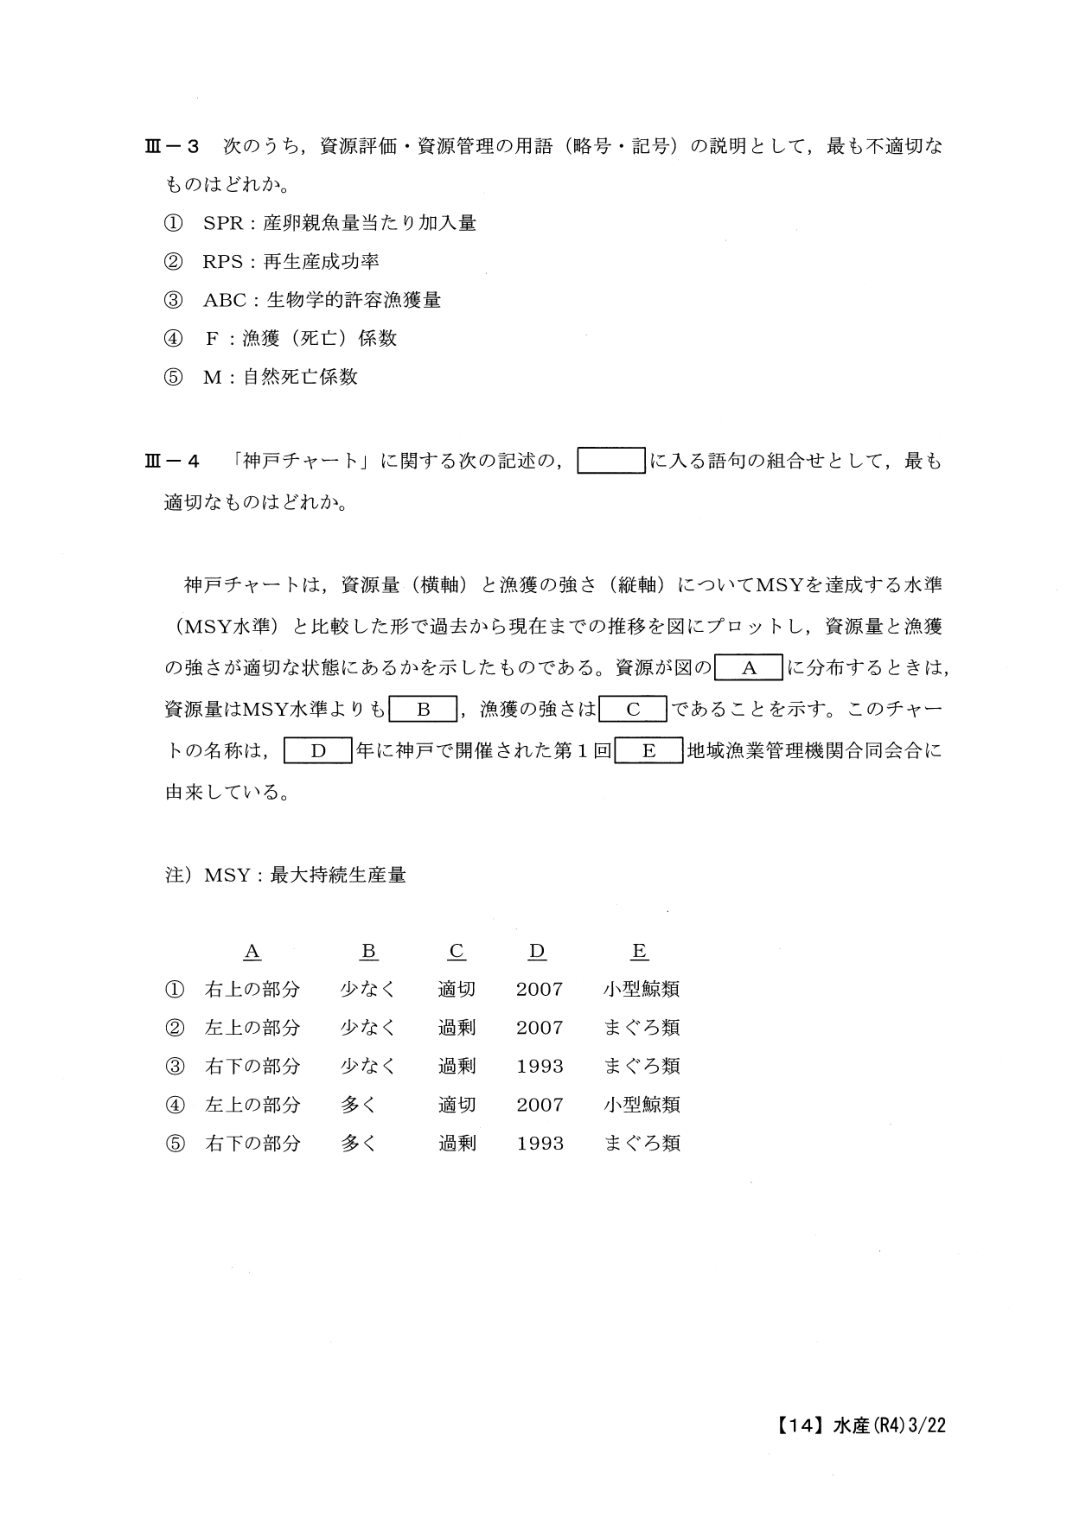 Ⅲ－３　次のうち，資源評価・資源管理の用語（略号・記号）の説明として，最も不適切な
ものはどれか。
①　SPR：産卵親魚量当たり加入量
②　RPS：再生産成功率
③　ABC：生物学的許容漁獲量
④　F：漁獲（死亡）係数
⑤　M：自然死亡係数
Ⅲ－４　「神戸チャート」に関する次の記述の，　　　に入る語句の組合せとして，最も
適切なものはどれか。
神戸チャートは，資源量（横軸）と漁獲の強さ（縦軸）についてMSYを達成する水準
（MSY水準）と比較した形で過去から現在までの推移を図にプロットし，資源量と漁獲
の強さが適切な状態にあるかを示したものである。資源が図の　A　に分布するときは，
資源量はMSY水準よりも　B　，漁獲の強さは　C　であることを示す。このチャー
トの名称は，　D　年に神戸で開催された第１回　E　地域漁業管理機関合同会合に
由来している。
注）MSY：最大持続生産量
A　B　C　D　E
①　右上の部分　少なく　適切　2007　小型鯨類
②　左上の部分　少なく　過剰　2007　まぐろ類
③　右下の部分　少なく　過剰　1993　まぐろ類
④　左上の部分　多く　適切　2007　小型鯨類
⑤　右下の部分　多く　過剰　1993　まぐろ類
【１４】水産(R4)3/22